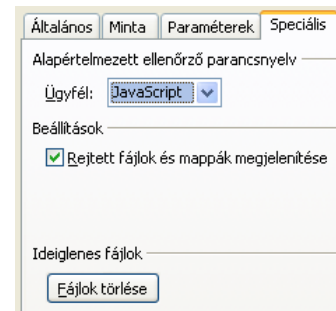 Általános Minta Paraméterek Speciális
Alapértelmezett ellenőrző parancsnyelv
Ügyfél: JavaScript
Beállítások
Rejtett fájlok és mappák megjelenítése
Ideiglenes fájlok
Fájlok törlése